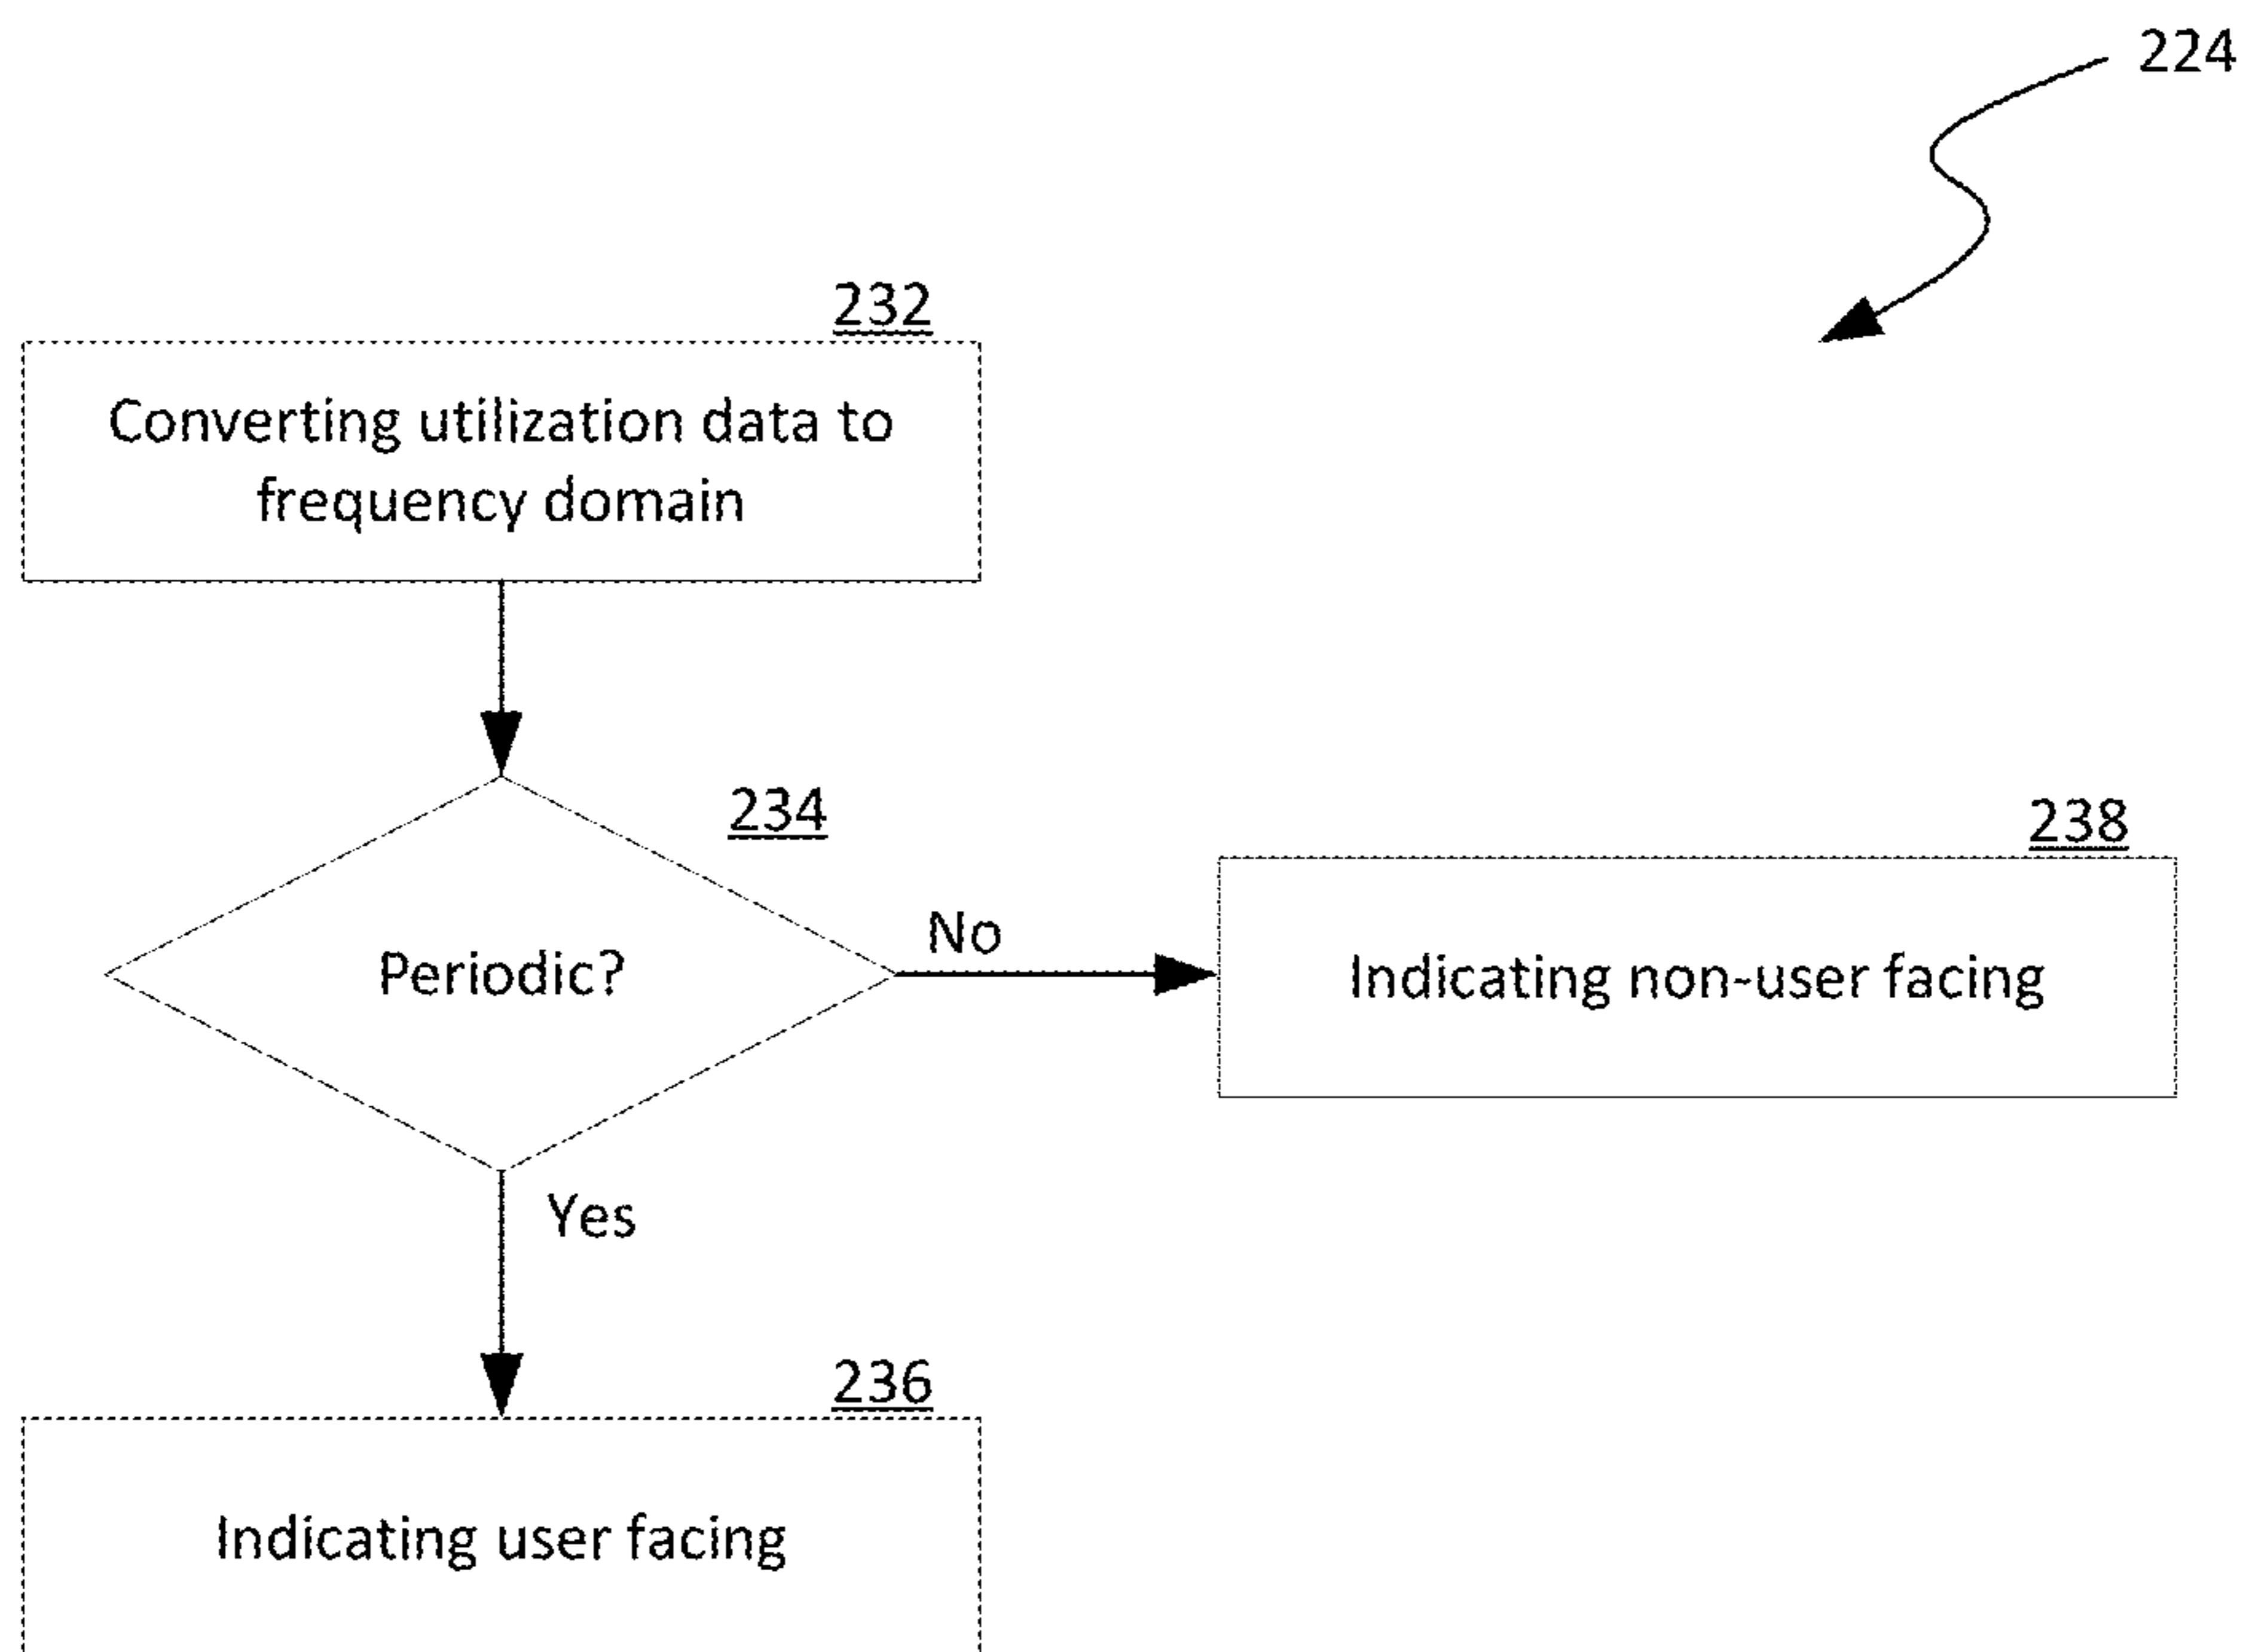 224
232
Converting utilization data to
frequency domain
234
Periodic?
No
238
Indicating non-user facing
Yes
236
Indicating user facing